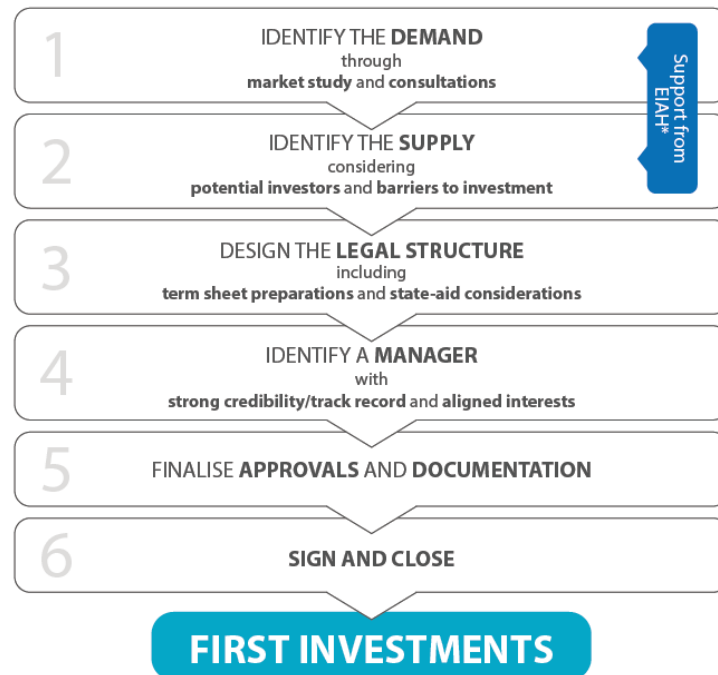 1
IDENTIFY THE DEMAND
through
market study and consultations
Support from
EIAH*
2
IDENTIFY THE SUPPLY
considering
potential investors and barriers to investment
3
DESIGN THE LEGAL STRUCTURE
including
term sheet preparations and state-aid considerations
4
IDENTIFY A MANAGER
with
strong credibility/track record and aligned interests
5
FINALISE APPROVALS AND DOCUMENTATION
6
SIGN AND CLOSE
FIRST INVESTMENTS